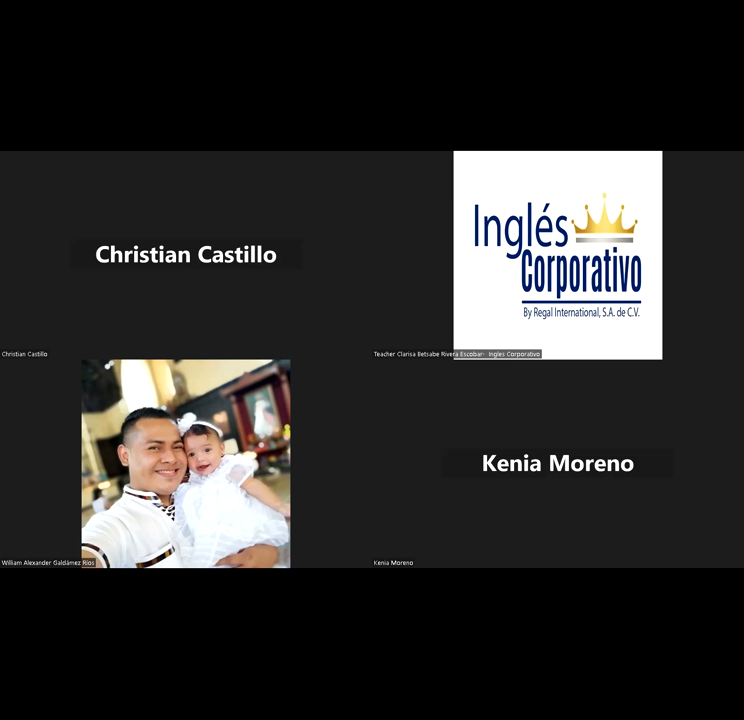 Christian Castillo
Christian Castillo
Inglés
Corporativo
By Regal International, S.A. de C.V.
Teacher Clarisa Betsabe Rivera Escobar- Ingles Corporativo
William Alexander Galdámez Rios
Kenia Moreno
Kenia Moreno